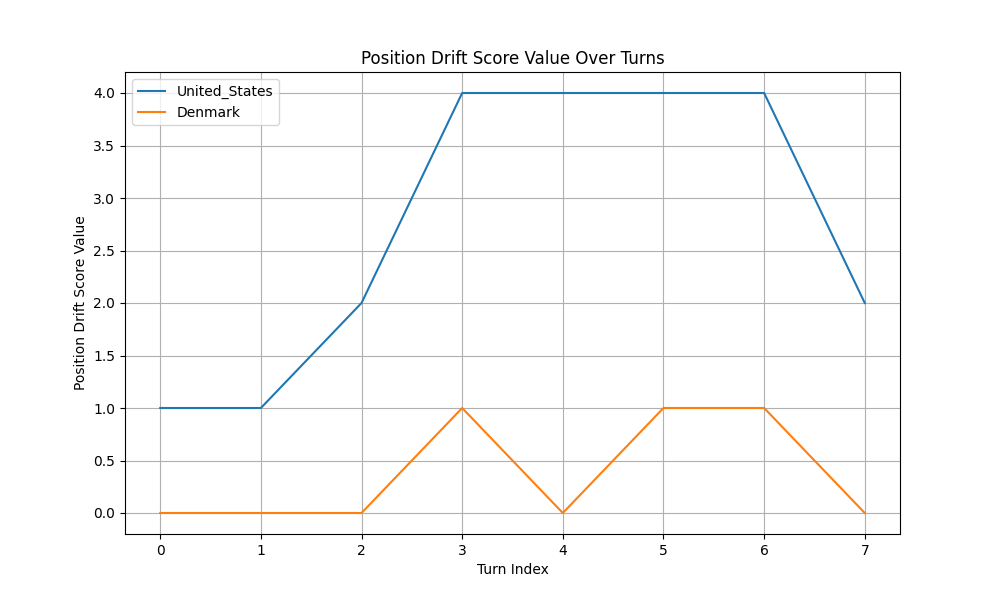 Position Drift Score Value Over Turns
United_States
Denmark
Position Drift Score Value
4.0
3.5
3.0
2.5
2.0
1.5
1.0
0.5
0.0
0 1 2 3 4 5 6 7
Turn Index